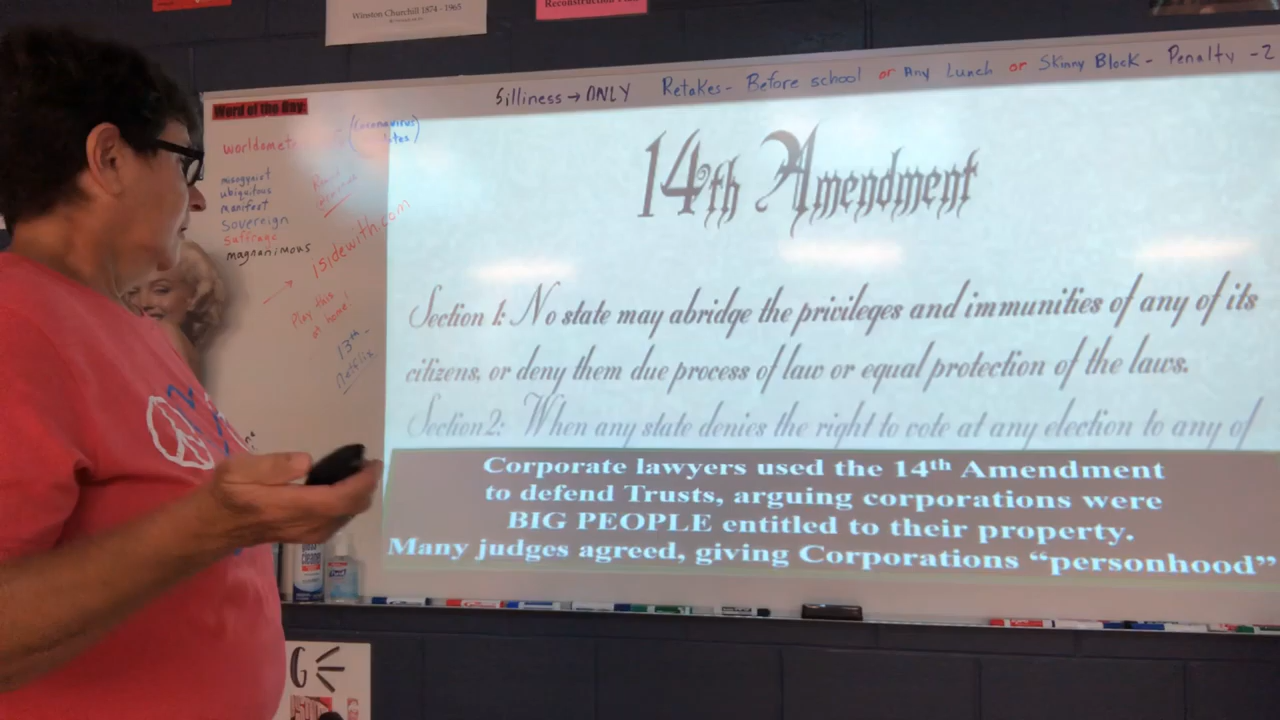 Winston Churchill 1874 - 1965
Reconstruction
Silliness → ONLY Retakes - Before school or Any Lunch or Skinny Block - Penalty -2
Word of the Day:
worldomet
(Coronavirus
misogynist
ubiquitous
manifest
Sovereign
suffrage
magnanimous
→ isidewith.com
Play this
at home!
13th -
Netflix
14th Amendment
Section 1: No state may abridge the privileges and immunities of any of its
citizens, or deny them due process of law or equal protection of the laws.
Section 2: When any state denies the right to vote at any election to any of
Corporate lawyers used the 14th Amendment
to defend Trusts, arguing corporations were
BIG PEOPLE entitled to their property.
Many judges agreed, giving Corporations “personhood”
G